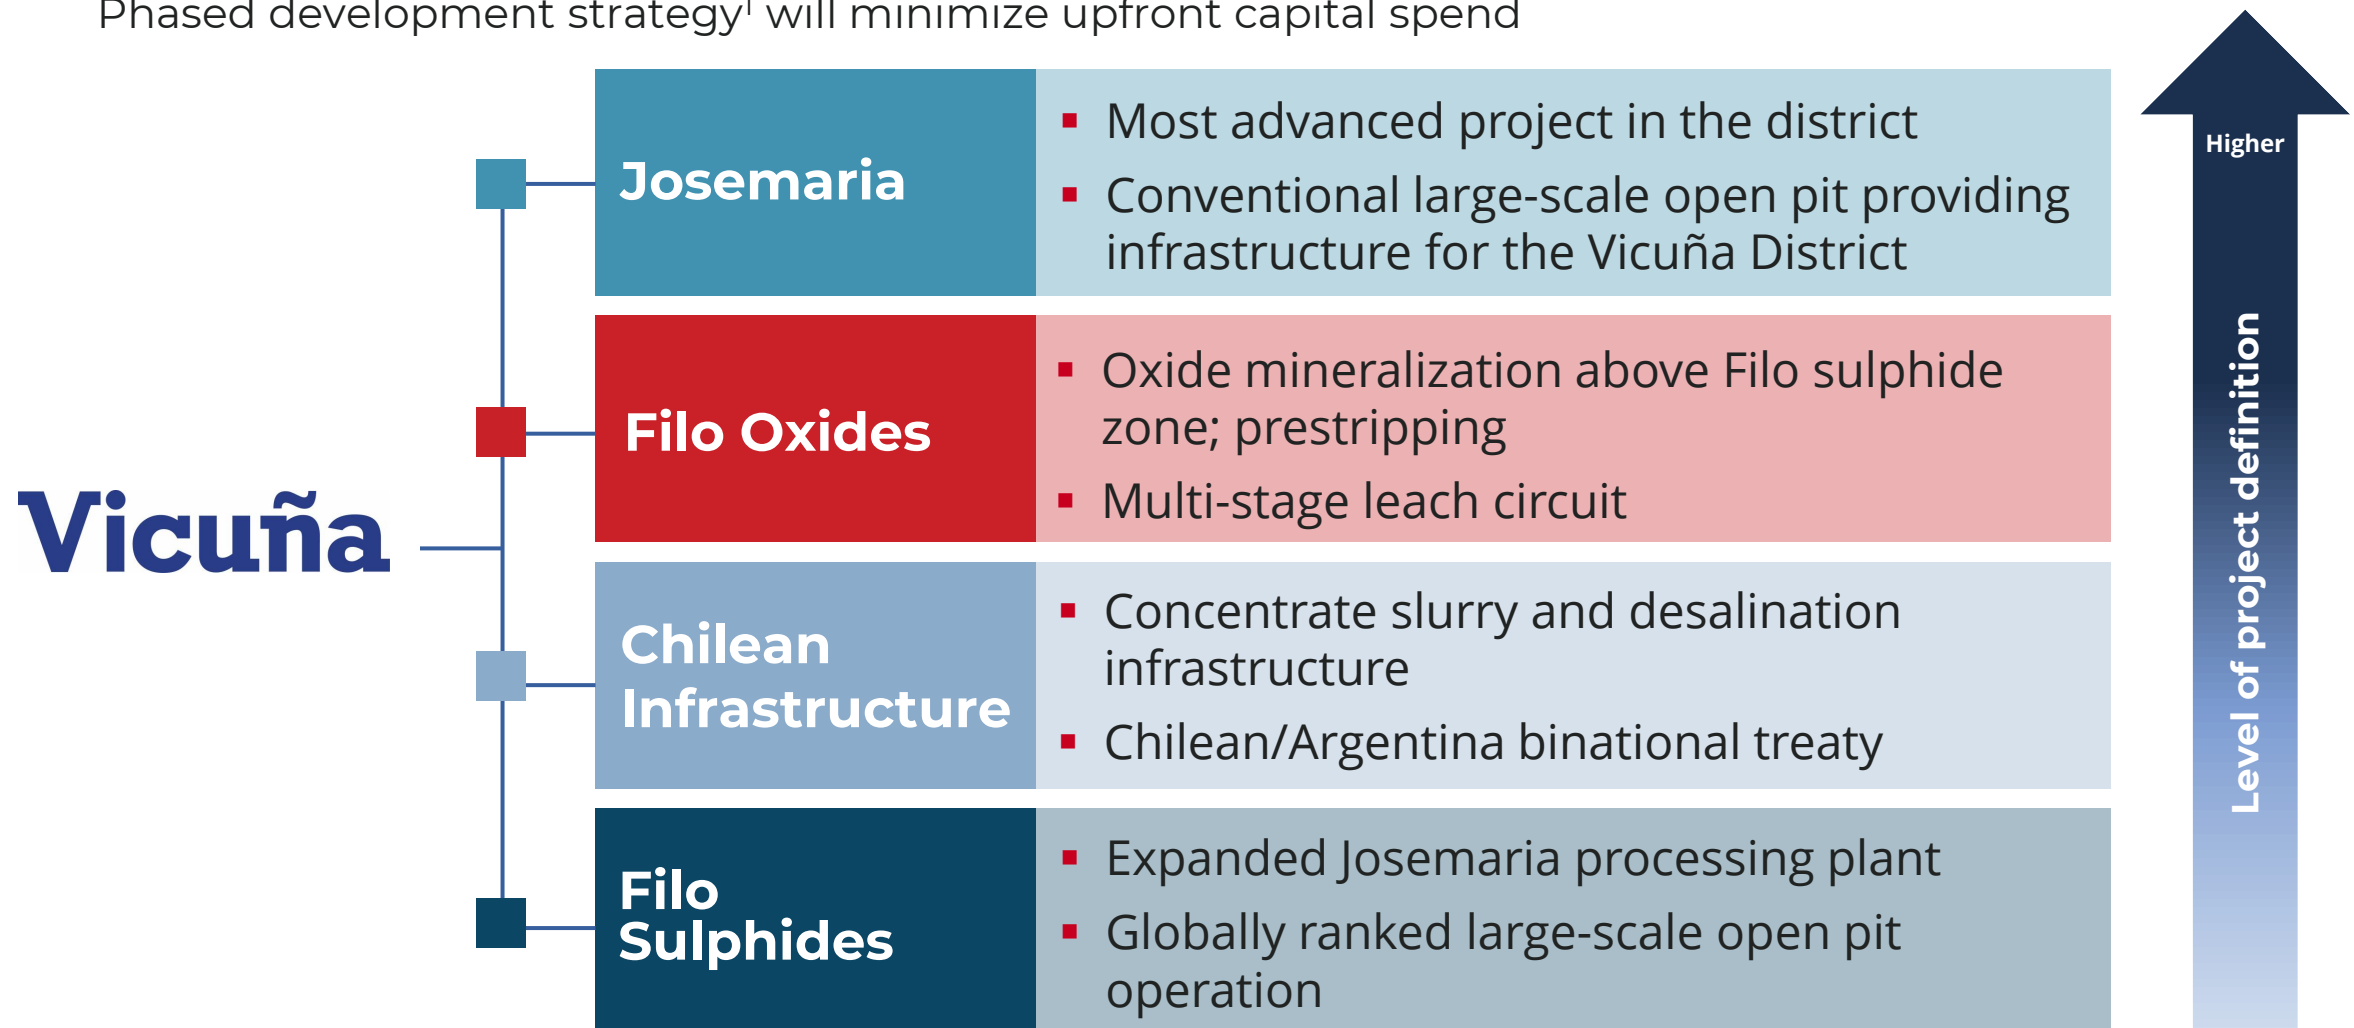 Phased development strategy¹ will minimize upfront capital spend
Vicuña
Josemaria
▪ Most advanced project in the district
▪ Conventional large-scale open pit providing
infrastructure for the Vicuña District
Filo Oxides
▪ Oxide mineralization above Filo sulphide
zone; prestripping
▪ Multi-stage leach circuit
Chilean
Infrastructure
▪ Concentrate slurry and desalination
infrastructure
▪ Chilean/Argentina binational treaty
Filo
Sulphides
▪ Expanded Josemaria processing plant
▪ Globally ranked large-scale open pit
operation
Higher
Level of project definition